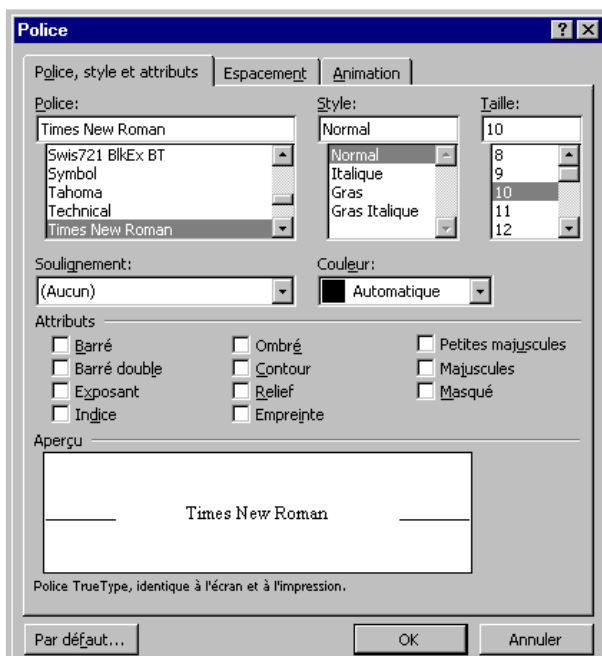 Police
Police, style et attributs Espacement Animation
Police: Style: Taille:
Times New Roman Normal 10
Swis721 BlkEx BT Normal 8
Symbol Italique 9
Tahoma Gras 10
Technical Gras Italique 11
Times New Roman 12
Soulignement: Couleur:
(Aucun) Automatique
Attributs
Barré Ombré Petites majuscules
Barré double Contour Majuscules
Exposant Relief Masqué
Indice Empreinte
Aperçu
Times New Roman
Police TrueType, identique à l'écran et à l'impression.
Par défaut... OK Annuler